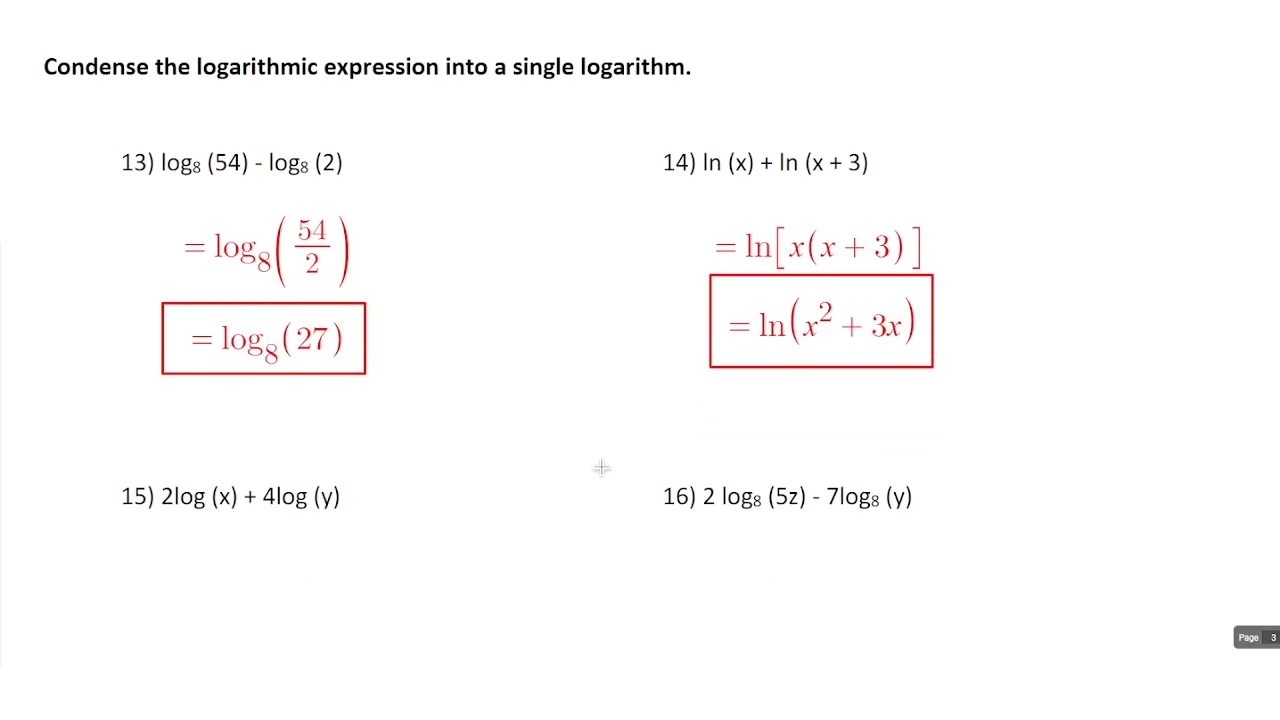 Condense the logarithmic expression into a single logarithm.
13) log₈ (54) - log₈ (2)
14) ln (x) + ln (x + 3)
= log₈(54/2)
= ln[x(x + 3)]
= log₈(27)
= ln(x² + 3x)
15) 2log (x) + 4log (y)
16) 2 log₈ (5z) - 7log₈ (y)
Page 3